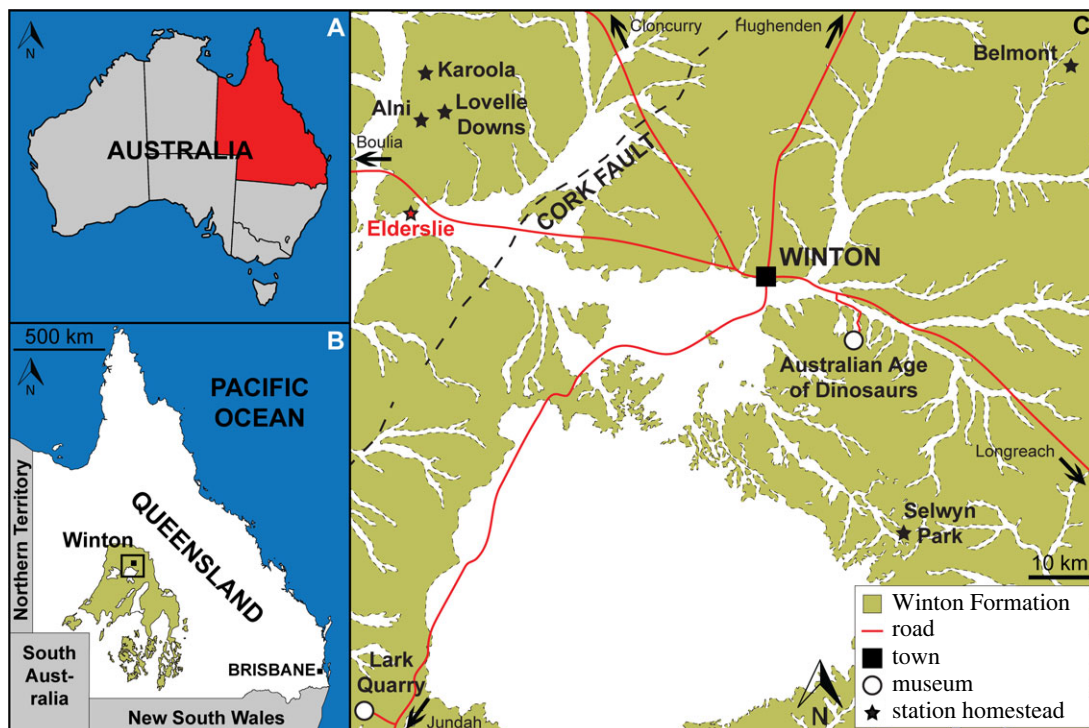 A
N
AUSTRALIA
B
500 km
N
PACIFIC
OCEAN
QUEENSLAND
Winton
Northern Territory
South
Aust-
ralia
BRISBANE
New South Wales
C
Cloncurry
Hughenden
Belmont
Karoola
Alni
Lovelle
Downs
Boulia
CORK FAULT
Elderslie
WINTON
Australian Age
of Dinosaurs
Longreach
Selwyn
Park
10 km
Lark
Quarry
Jundah
N
Winton Formation
road
town
museum
station homestead